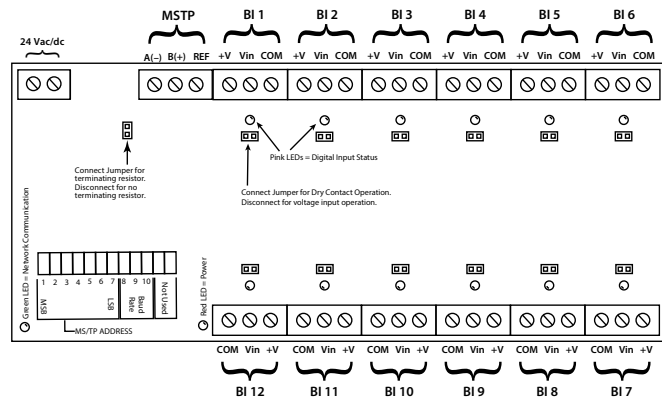 MSTP BI 1 BI 2 BI 3 BI 4 BI 5 BI 6
24 Vac/dc
A(–) B(+) REF +V Vin COM +V Vin COM +V Vin COM +V Vin COM +V Vin COM +V Vin COM
Pink LEDs = Digital Input Status
Connect Jumper for
terminating resistor.
Disconnect for no
terminating resistor.
Connect Jumper for Dry Contact Operation.
Disconnect for voltage input operation.
Green LED = Network Communication
1 2 3 4 5 6 7 8 9 10
MSB
LSB
Baud
Rate
Not Used
MS/TP ADDRESS
Red LED = Power
COM Vin +V COM Vin +V COM Vin +V COM Vin +V COM Vin +V COM Vin +V
BI 12 BI 11 BI 10 BI 9 BI 8 BI 7